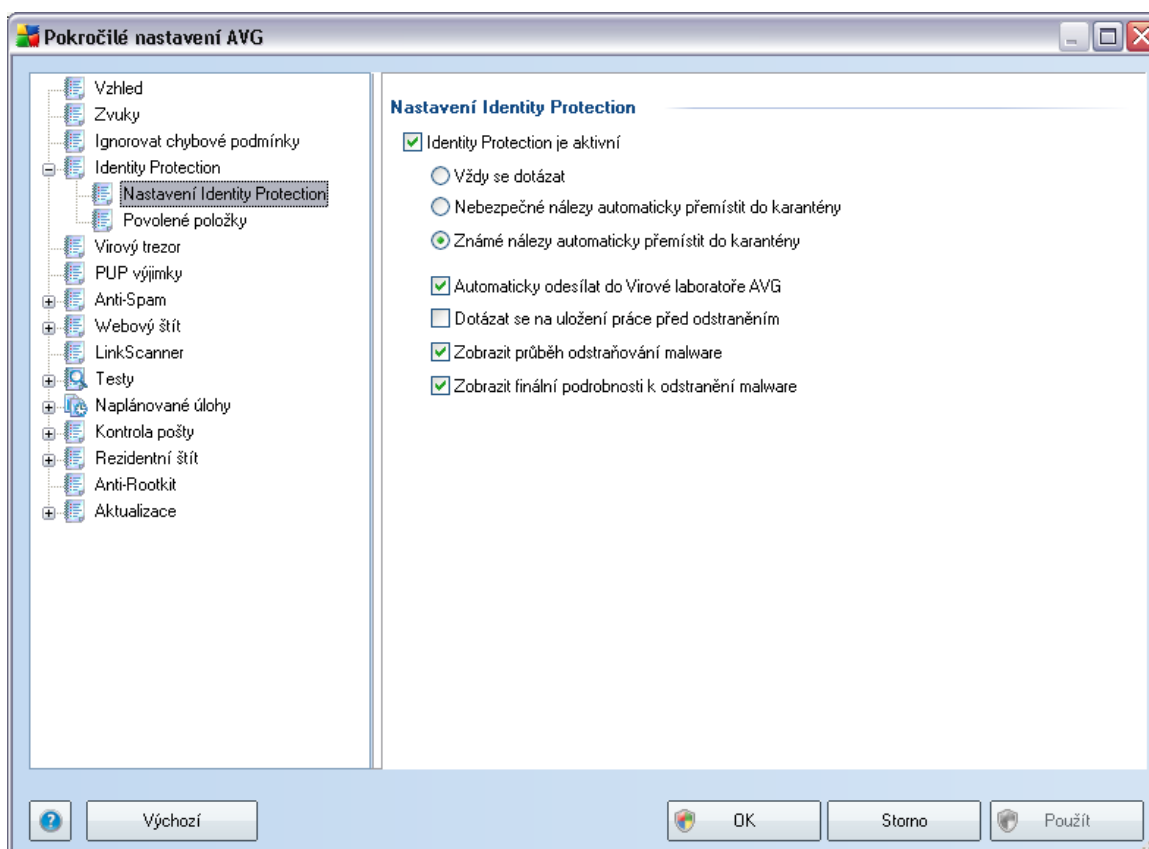 Pokročilé nastavení AVG
Vzhled
Zvuky
Ignorovat chybové podmínky
Identity Protection
Nastavení Identity Protection
Povolené položky
Virový trezor
PUP výjimky
Anti-Spam
Webový štít
LinkScanner
Testy
Naplánované úlohy
Kontrola pošty
Rezidentní štít
Anti-Rootkit
Aktualizace
Nastavení Identity Protection
Identity Protection je aktivní
Vždy se dotázat
Nebezpečné nálezy automaticky přemístit do karantény
Známé nálezy automaticky přemístit do karantény
Automaticky odesílat do Virové laboratoře AVG
Dotázat se na uložení práce před odstraněním
Zobrazit průběh odstraňování malware
Zobrazit finální podrobnosti k odstranění malware
Výchozí
OK
Storno
Použít